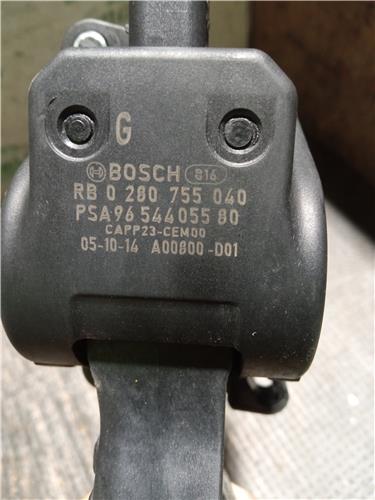 G
BOSCH 816
RB 0 280 755 040
PSA96 544055 80
CAPP23-CEM00
05-10-14 A00800-D01